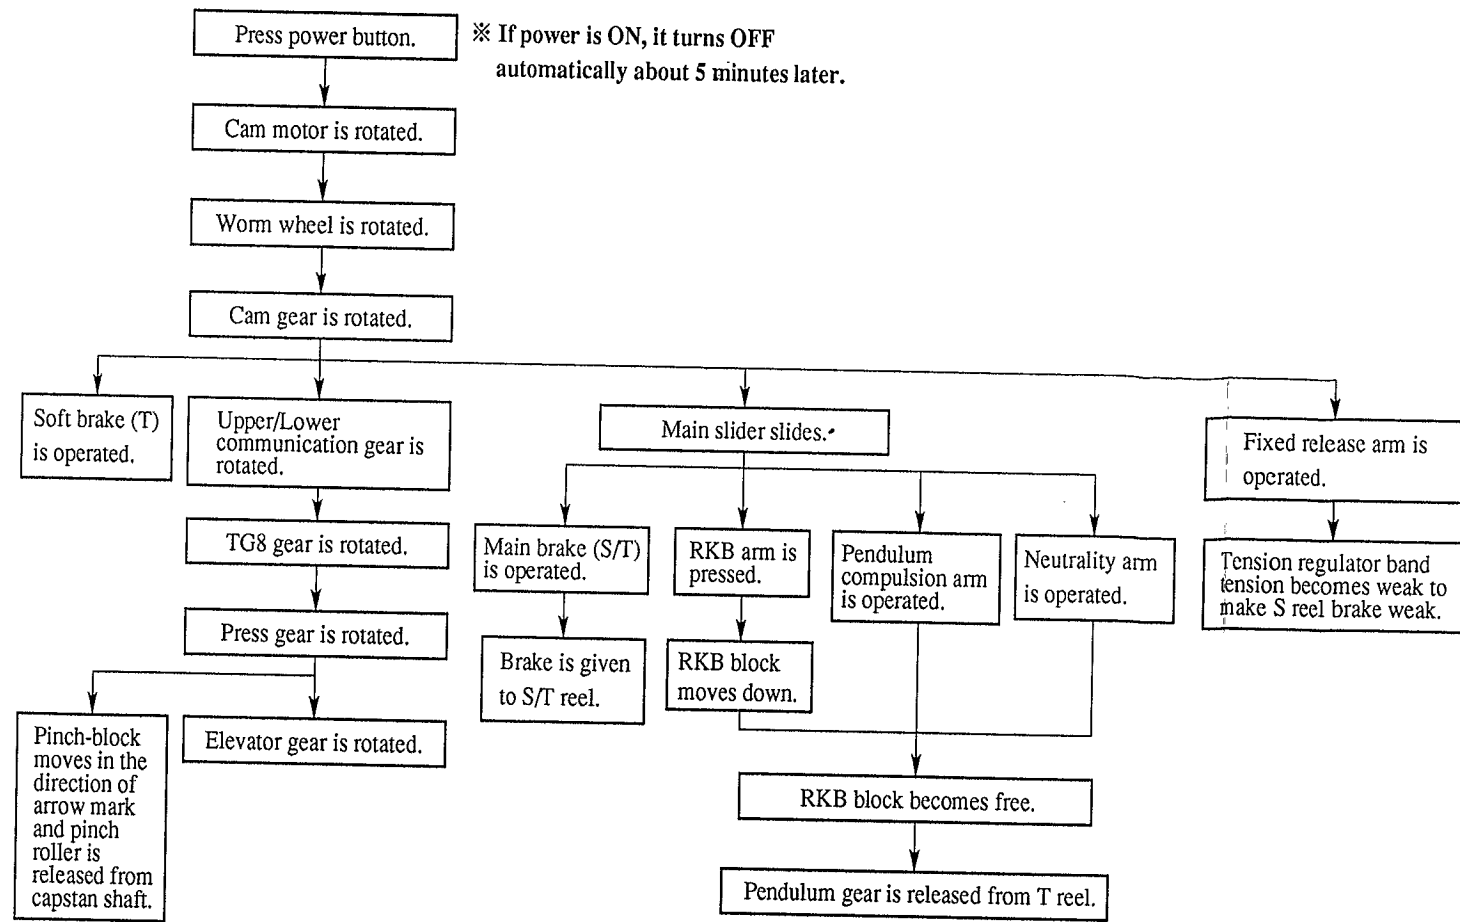 Press power button.
※ If power is ON, it turns OFF
automatically about 5 minutes later.
Cam motor is rotated.
Worm wheel is rotated.
Cam gear is rotated.
Soft brake (T)
is operated.
Upper/Lower
communication gear is
rotated.
Main slider slides.
Fixed release arm is
operated.
TG8 gear is rotated.
Main brake (S/T)
is operated.
RKB arm is
pressed.
Pendulum
compulsion arm
is operated.
Neutrality arm
is operated.
Tension regulator band
tension becomes weak to
make S reel brake weak.
Press gear is rotated.
Brake is given
to S/T reel.
RKB block
moves down.
Pinch-block
moves in the
direction of
arrow mark
and pinch
roller is
released from
capstan shaft.
Elevator gear is rotated.
RKB block becomes free.
Pendulum gear is released from T reel.